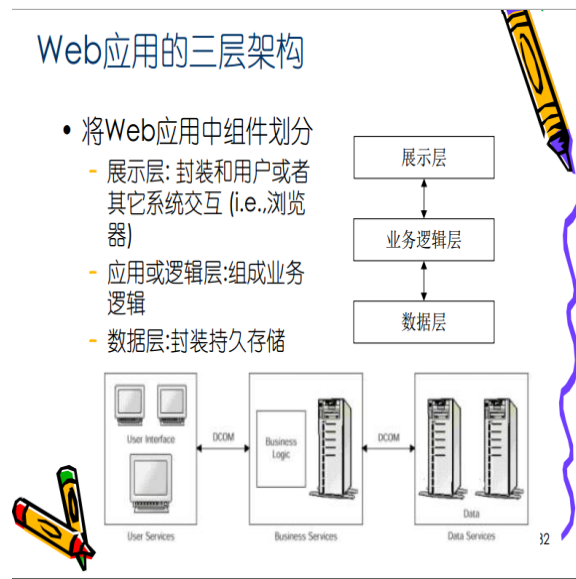 Web应用的三层架构
• 将Web应用中组件划分
- 展示层: 封装和用户或者
其它系统交互 (i.e.,浏览
器)
- 应用或逻辑层:组成业务
逻辑
- 数据层:封装持久存储
展示层
业务逻辑层
数据层
User Interface
DCOM
Business
Logic
DCOM
Data
User Services
Business Services
Data Services
32